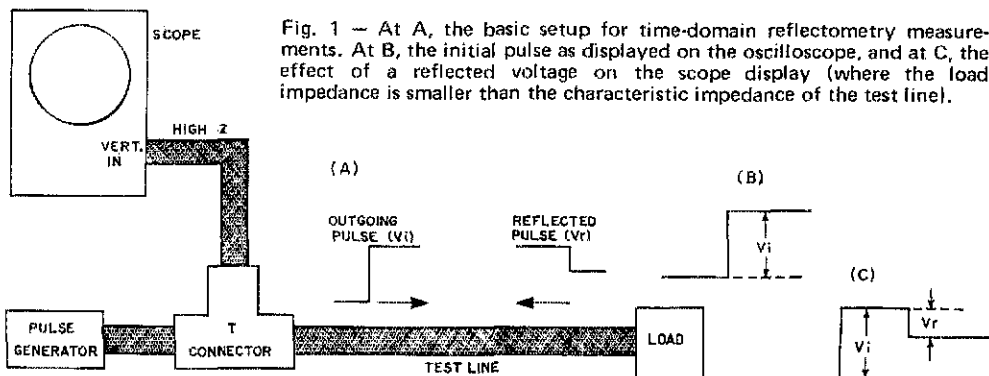 Fig. 1 — At A, the basic setup for time-domain reflectometry measure-
ments. At B, the initial pulse as displayed on the oscilloscope, and at C, the
effect of a reflected voltage on the scope display (where the load
impedance is smaller than the characteristic impedance of the test line).
SCOPE
HIGH Z
VERT.
IN
(A)
(B)
OUTGOING
PULSE (Vi)
REFLECTED
PULSE (Vr)
Vi
(C)
PULSE
GENERATOR
T
CONNECTOR
TEST LINE
LOAD
Vi
Vr